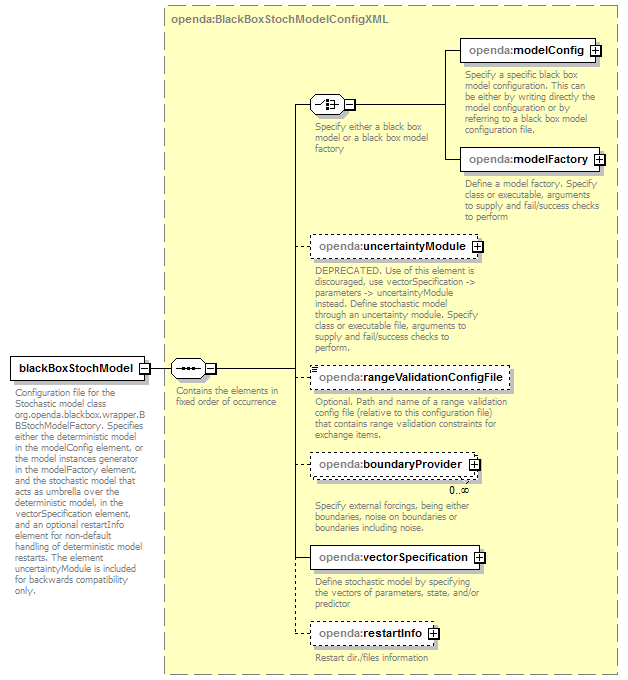 openda:BlackBoxStochModelConfigXML
openda:modelConfig
Specify a specific black box
model configuration. This can
be either by writing directly the
model configuration or by
referring to a black box model
configuration file.
Specify either a black box
model or a black box model
factory
openda:modelFactory
Define a model factory. Specify
class or executable, arguments
to supply and fail/success checks
to perform
openda:uncertaintyModule
DEPRECATED. Use of this element is
discouraged, use vectorSpecification ->
parameters -> uncertaintyModule
instead. Define stochastic model
through an uncertainty module. Specify
class or executable file, arguments to
supply and fail/success checks to
perform.
blackBoxStochModel
Configuration file for the
Stochastic model class
org.openda.blackbox.wrapper.B
BStochModelFactory. Specifies
either the deterministic model
in the modelConfig element, or
the model instances generator
in the modelFactory element,
and the stochastic model that
acts as umbrella over the
deterministic model, in the
vectorSpecification element,
and an optional restartInfo
element for non-default
handling of deterministic model
restarts. The element
uncertaintyModule is included
for backwards compatibility
only.
Contains the elements in
fixed order of occurrence
openda:rangeValidationConfigFile
Optional. Path and name of a range validation
config file (relative to this configuration file)
that contains range validation constraints for
exchange items.
openda:boundaryProvider
0..∞
Specify external forcings, being either
boundaries, noise on boundaries or
boundaries including noise.
openda:vectorSpecification
Define stochastic model by specifying
the vectors of parameters, state, and/or
predictor
openda:restartInfo
Restart dir./files information